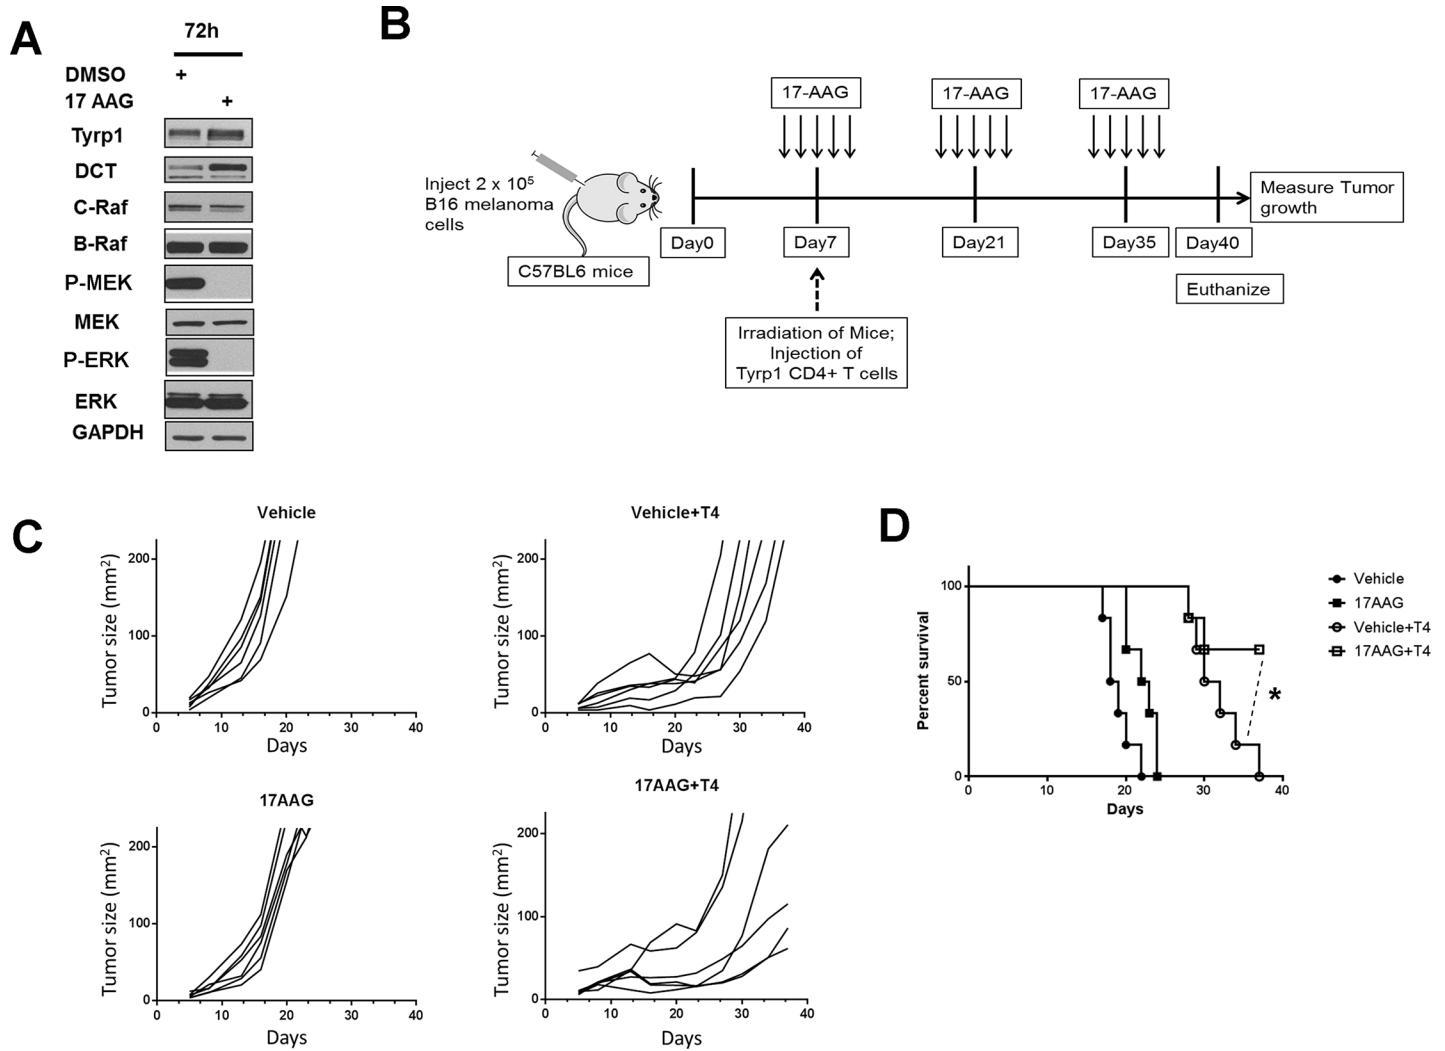 A
72h
DMSO +
17 AAG +
Tyrp1
DCT
C-Raf
B-Raf
P-MEK
MEK
P-ERK
ERK
GAPDH
B
17-AAG
17-AAG
17-AAG
Inject 2 x 10⁵
B16 melanoma
cells
C57BL6 mice
Day0
Day7
Day21
Day35
Day40
Measure Tumor
growth
Euthanize
Irradiation of Mice;
Injection of
Tyrp1 CD4+ T cells
C
Vehicle
Tumor size (mm²)
200
100
0
0 10 20 30 40
Days
Vehicle+T4
Tumor size (mm²)
200
100
0
0 10 20 30 40
Days
17AAG
Tumor size (mm²)
200
100
0
0 10 20 30 40
Days
17AAG+T4
Tumor size (mm²)
200
100
0
0 10 20 30 40
Days
D
Percent survival
100
50
0
0 10 20 30 40
Days
Vehicle
17AAG
Vehicle+T4
17AAG+T4
*